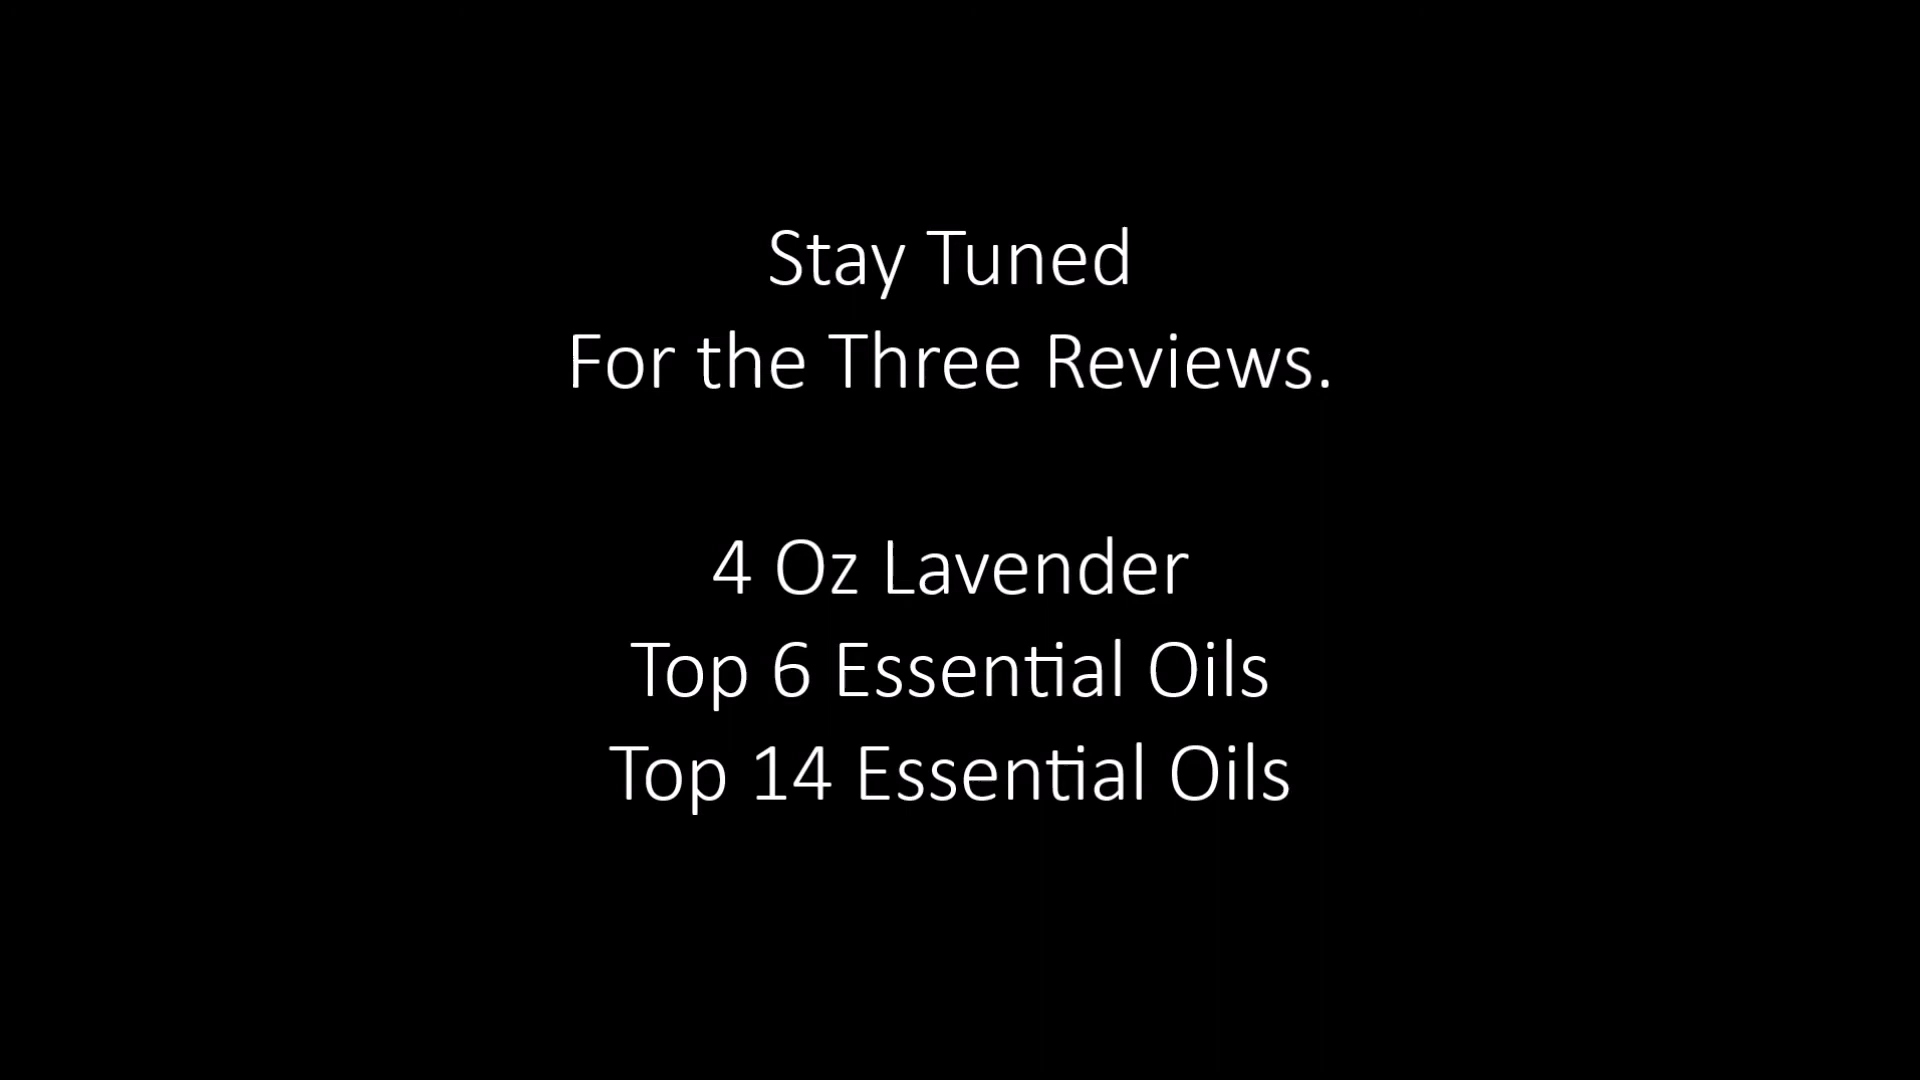 Stay Tuned
For the Three Reviews.
4 Oz Lavender
Top 6 Essential Oils
Top 14 Essential Oils